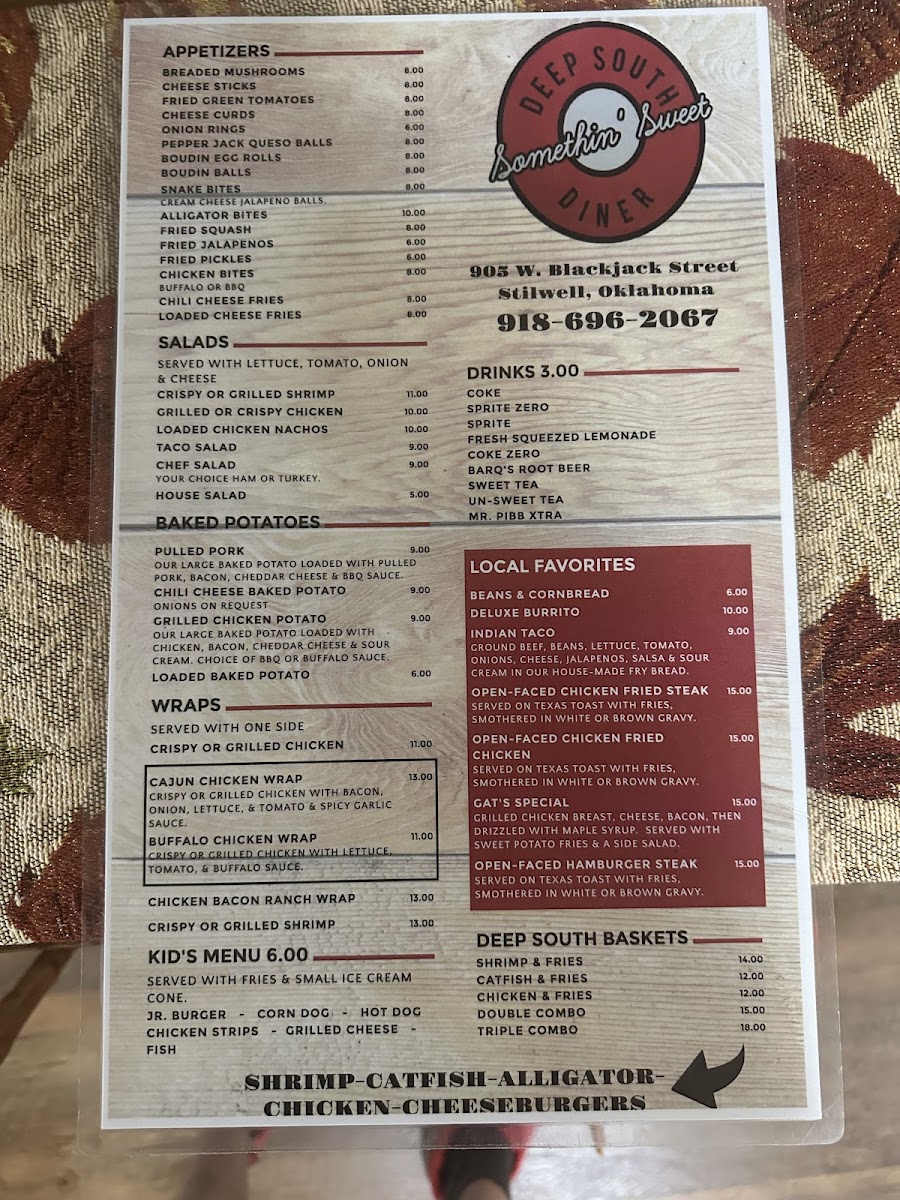 APPETIZERS
BREADED MUSHROOMS 8.00
CHEESE STICKS 8.00
FRIED GREEN TOMATOES 8.00
CHEESE CURDS 8.00
ONION RINGS 6.00
PEPPER JACK QUESO BALLS 8.00
BOUDIN EGG ROLLS 8.00
BOUDIN BALLS 8.00
SNAKE BITES 8.00
CREAM CHEESE JALAPENO BALLS.
ALLIGATOR BITES 10.00
FRIED SQUASH 8.00
FRIED JALAPENOS 6.00
FRIED PICKLES 6.00
CHICKEN BITES 8.00
BUFFALO OR BBQ
CHILI CHEESE FRIES 8.00
LOADED CHEESE FRIES 8.00
SALADS
SERVED WITH LETTUCE, TOMATO, ONION
& CHEESE
CRISPY OR GRILLED SHRIMP 11.00
GRILLED OR CRISPY CHICKEN 10.00
LOADED CHICKEN NACHOS 10.00
TACO SALAD 9.00
CHEF SALAD 9.00
YOUR CHOICE HAM OR TURKEY.
HOUSE SALAD 5.00
BAKED POTATOES
PULLED PORK 9.00
OUR LARGE BAKED POTATO LOADED WITH PULLED
PORK, BACON, CHEDDAR CHEESE & BBQ SAUCE.
CHILI CHEESE BAKED POTATO 9.00
ONIONS ON REQUEST
GRILLED CHICKEN POTATO 9.00
OUR LARGE BAKED POTATO LOADED WITH
CHICKEN, BACON, CHEDDAR CHEESE & SOUR
CREAM. CHOICE OF BBQ OR BUFFALO SAUCE.
LOADED BAKED POTATO 6.00
WRAPS
SERVED WITH ONE SIDE
CRISPY OR GRILLED CHICKEN 11.00
CAJUN CHICKEN WRAP 13.00
CRISPY OR GRILLED CHICKEN WITH BACON,
ONION, LETTUCE, & TOMATO & SPICY GARLIC
SAUCE.
BUFFALO CHICKEN WRAP 11.00
CRISPY OR GRILLED CHICKEN WITH LETTUCE,
TOMATO, & BUFFALO SAUCE.
CHICKEN BACON RANCH WRAP 13.00
CRISPY OR GRILLED SHRIMP 13.00
KID'S MENU 6.00
SERVED WITH FRIES & SMALL ICE CREAM
CONE.
JR. BURGER - CORN DOG - HOT DOG
CHICKEN STRIPS - GRILLED CHEESE -
FISH
DEEP SOUTH
Somethin' Sweet
DINER
905 W. Blackjack Street
Stilwell, Oklahoma
918-696-2067
DRINKS 3.00
COKE
SPRITE ZERO
SPRITE
FRESH SQUEEZED LEMONADE
COKE ZERO
BARQ'S ROOT BEER
SWEET TEA
UN-SWEET TEA
MR. PIBB XTRA
LOCAL FAVORITES
BEANS & CORNBREAD 6.00
DELUXE BURRITO 10.00
INDIAN TACO 9.00
GROUND BEEF, BEANS, LETTUCE, TOMATO,
ONIONS, CHEESE, JALAPENOS, SALSA & SOUR
CREAM IN OUR HOUSE-MADE FRY BREAD.
OPEN-FACED CHICKEN FRIED STEAK 15.00
SERVED ON TEXAS TOAST WITH FRIES,
SMOTHERED IN WHITE OR BROWN GRAVY.
OPEN-FACED CHICKEN FRIED 15.00
CHICKEN
SERVED ON TEXAS TOAST WITH FRIES,
SMOTHERED IN WHITE OR BROWN GRAVY.
GAT'S SPECIAL 15.00
GRILLED CHICKEN BREAST, CHEESE, BACON, THEN
DRIZZLED WITH MAPLE SYRUP. SERVED WITH
SWEET POTATO FRIES & A SIDE SALAD.
OPEN-FACED HAMBURGER STEAK 15.00
SERVED ON TEXAS TOAST WITH FRIES,
SMOTHERED IN WHITE OR BROWN GRAVY.
DEEP SOUTH BASKETS
SHRIMP & FRIES 14.00
CATFISH & FRIES 12.00
CHICKEN & FRIES 12.00
DOUBLE COMBO 15.00
TRIPLE COMBO 18.00
SHRIMP-CATFISH-ALLIGATOR-
CHICKEN-CHEESEBURGERS